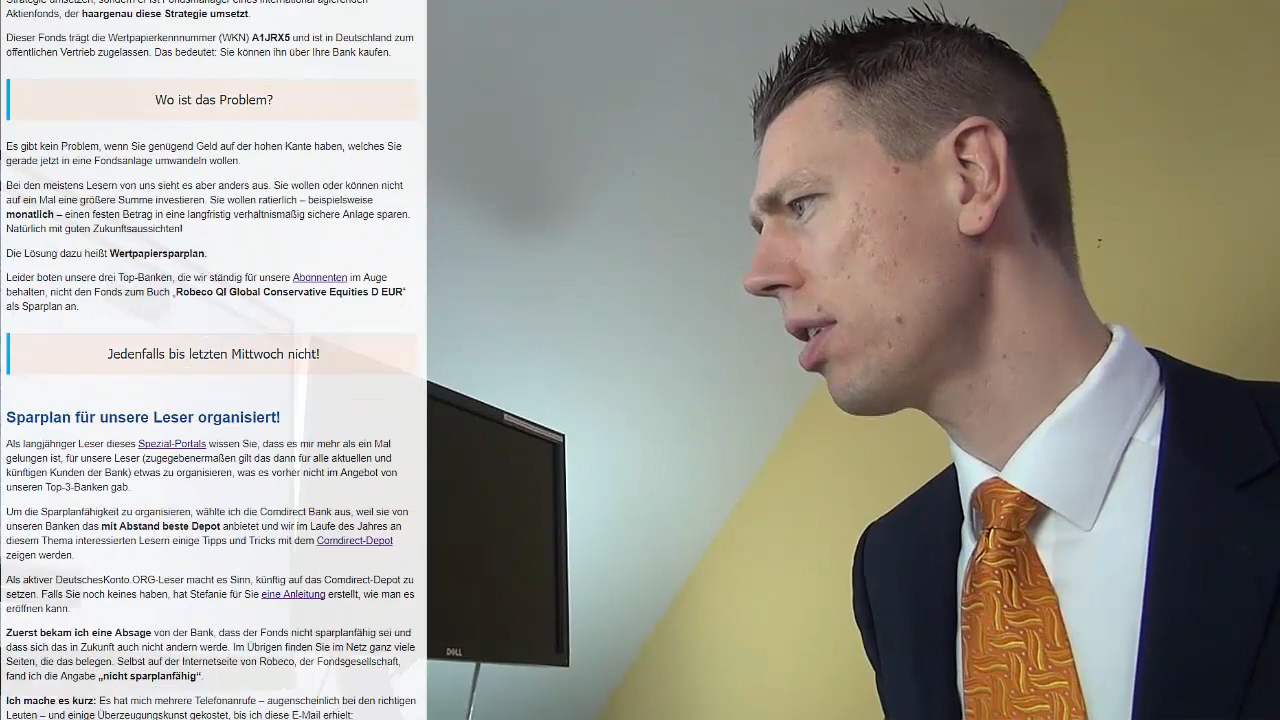 Strategie umsetzen, sondern er ist Fondsmanager eines international agierenden
Aktienfonds, der haargenau diese Strategie umsetzt.
Dieser Fonds trägt die Wertpapierkennnummer (WKN) A1JRX5 und ist in Deutschland zum
öffentlichen Vertrieb zugelassen. Das bedeutet: Sie können ihn über Ihre Bank kaufen.
Wo ist das Problem?
Es gibt kein Problem, wenn Sie genügend Geld auf der hohen Kante haben, welches Sie
gerade jetzt in eine Fondsanlage umwandeln wollen.
Bei den meistens Lesern von uns sieht es aber anders aus. Sie wollen oder können nicht
auf ein Mal eine größere Summe investieren. Sie wollen ratierlich – beispielsweise
monatlich – einen festen Betrag in eine langfristig verhältnismäßig sichere Anlage sparen.
Natürlich mit guten Zukunftsaussichten!
Die Lösung dazu heißt Wertpapiersparplan.
Leider boten unsere drei Top-Banken, die wir ständig für unsere Abonnenten im Auge
behalten, nicht den Fonds zum Buch „Robeco QI Global Conservative Equities D EUR“
als Sparplan an.
Jedenfalls bis letzten Mittwoch nicht!
Sparplan für unsere Leser organisiert!
Als langjähriger Leser dieses Spezial-Portals wissen Sie, dass es mir mehr als ein Mal
gelungen ist, für unsere Leser (zugegebenermaßen gilt das dann für alle aktuellen und
künftigen Kunden der Bank) etwas zu organisieren, was es vorher nicht im Angebot von
unseren Top-3-Banken gab.
Um die Sparplanfähigkeit zu organisieren, wählte ich die Comdirect Bank aus, weil sie von
unseren Banken das mit Abstand beste Depot anbietet und wir im Laufe des Jahres an
diesem Thema interessierten Lesern einige Tipps und Tricks mit dem Comdirect-Depot
zeigen werden.
Als aktiver DeutschesKonto.ORG-Leser macht es Sinn, künftig auf das Comdirect-Depot zu
setzen. Falls Sie noch keines haben, hat Stefanie für Sie eine Anleitung erstellt, wie man es
eröffnen kann.
Zuerst bekam ich eine Absage von der Bank, dass der Fonds nicht sparplanfähig sei und
dass sich das in Zukunft auch nicht ändern werde. Im Übrigen finden Sie im Netz ganz viele
Seiten, die das belegen. Selbst auf der Internetseite von Robeco, der Fondsgesellschaft,
fand ich die Angabe „nicht sparplanfähig“.
Ich mache es kurz: Es hat mich mehrere Telefonanrufe – augenscheinlich bei den richtigen
Leuten – und einige Überzeugungskunst gekostet, bis ich diese E-Mail erhielt:
DELL